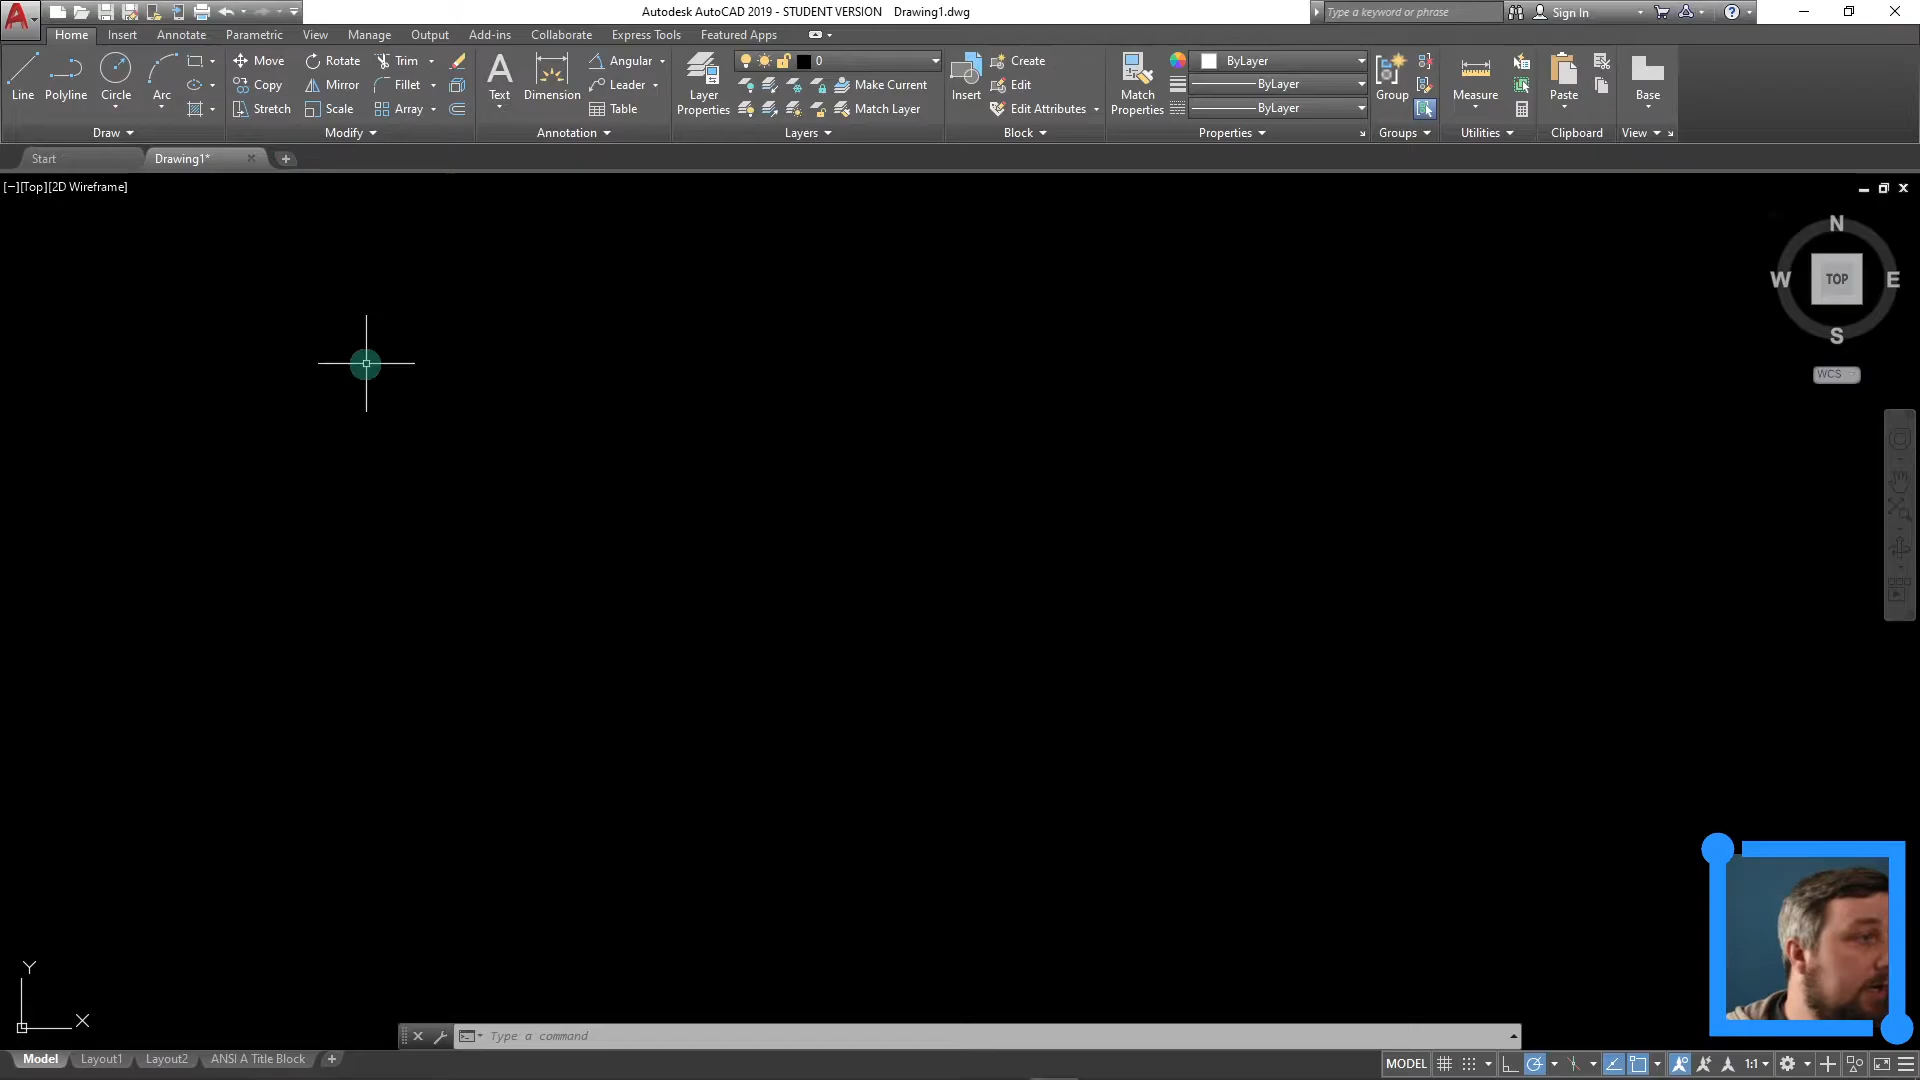 Autodesk AutoCAD 2019 - STUDENT VERSION Drawing1.dwg
Type a keyword or phrase
Sign In
Home Insert Annotate Parametric View Manage Output Add-ins Collaborate Express Tools Featured Apps
Move Rotate Trim Angular 0 Create ByLayer
Line Polyline Circle Arc Copy Mirror Fillet Text Dimension Leader Layer Properties Make Current Insert Edit Match Properties ByLayer Group Measure Paste Base
Stretch Scale Array Table Match Layer Edit Attributes ByLayer
Draw Modify Annotation Layers Block Properties Groups Utilities Clipboard View
Start Drawing1*
[−][Top][2D Wireframe]
N
W TOP E
S
WCS
Y
X
Type a command
Model Layout1 Layout2 ANSI A Title Block
MODEL 1:1